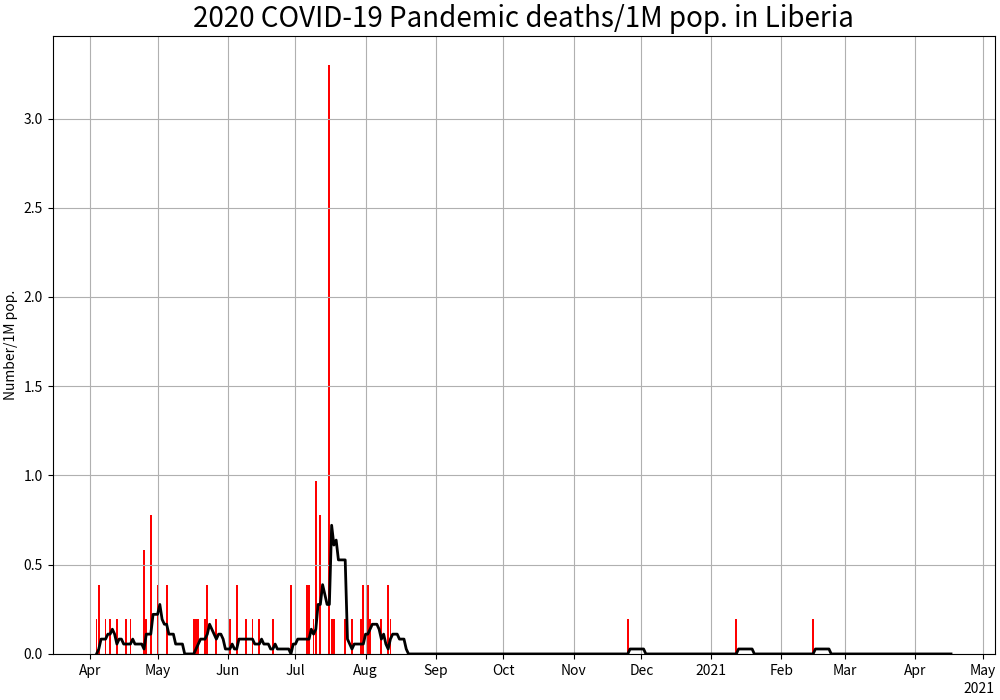 2020 COVID-19 Pandemic deaths/1M pop. in Liberia
Number/1M pop.
3.0
2.5
2.0
1.5
1.0
0.5
0.0
Apr May Jun Jul Aug Sep Oct Nov Dec 2021 Feb Mar Apr May
2021